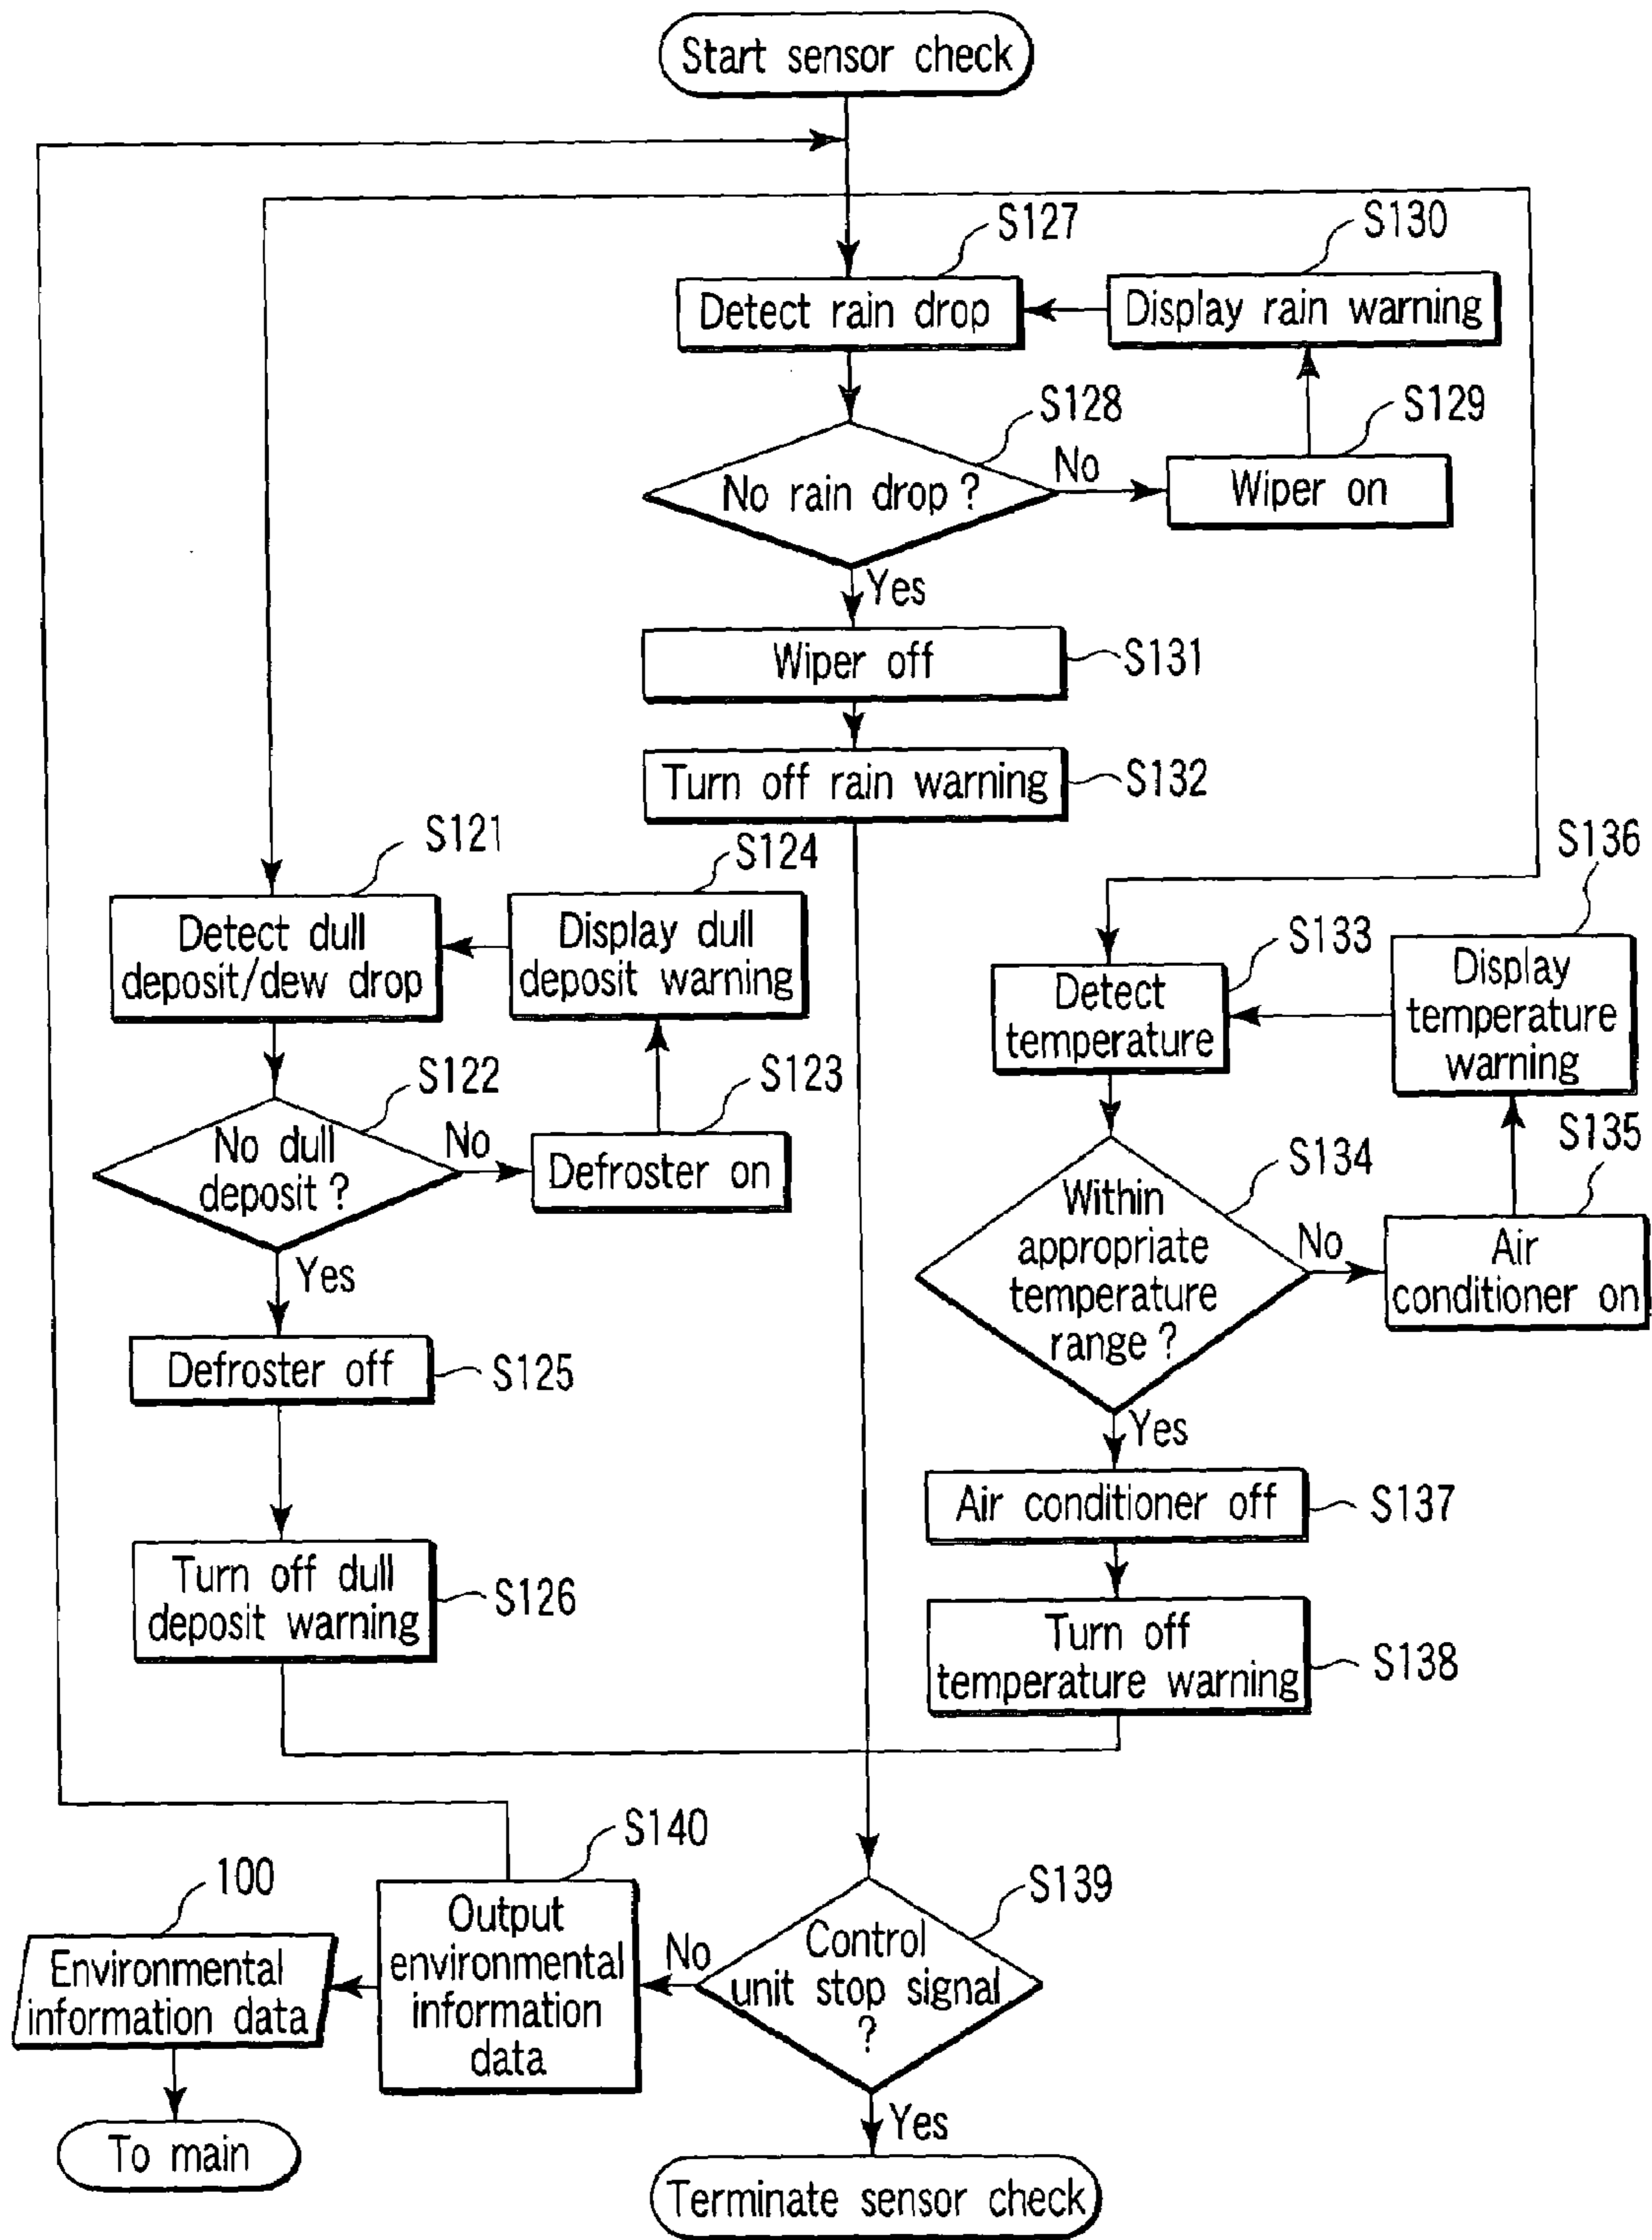 Start sensor check
S127
S130
Detect rain drop
Display rain warning
S128
S129
No rain drop ?
No
Wiper on
Yes
Wiper off
S131
Turn off rain warning
S132
S121
S124
Detect dull
deposit/dew drop
Display dull
deposit warning
S122
S123
No dull
deposit ?
No
Defroster on
Yes
Defroster off
S125
Turn off dull
deposit warning
S126
S133
S136
Detect
temperature
Display
temperature
warning
S134
S135
Within
appropriate
temperature
range ?
No
Air
conditioner on
Yes
Air conditioner off
S137
Turn off
temperature warning
S138
S139
Control
unit stop signal
?
No
S140
Output
environmental
information
data
100
Environmental
information data
To main
Yes
Terminate sensor check